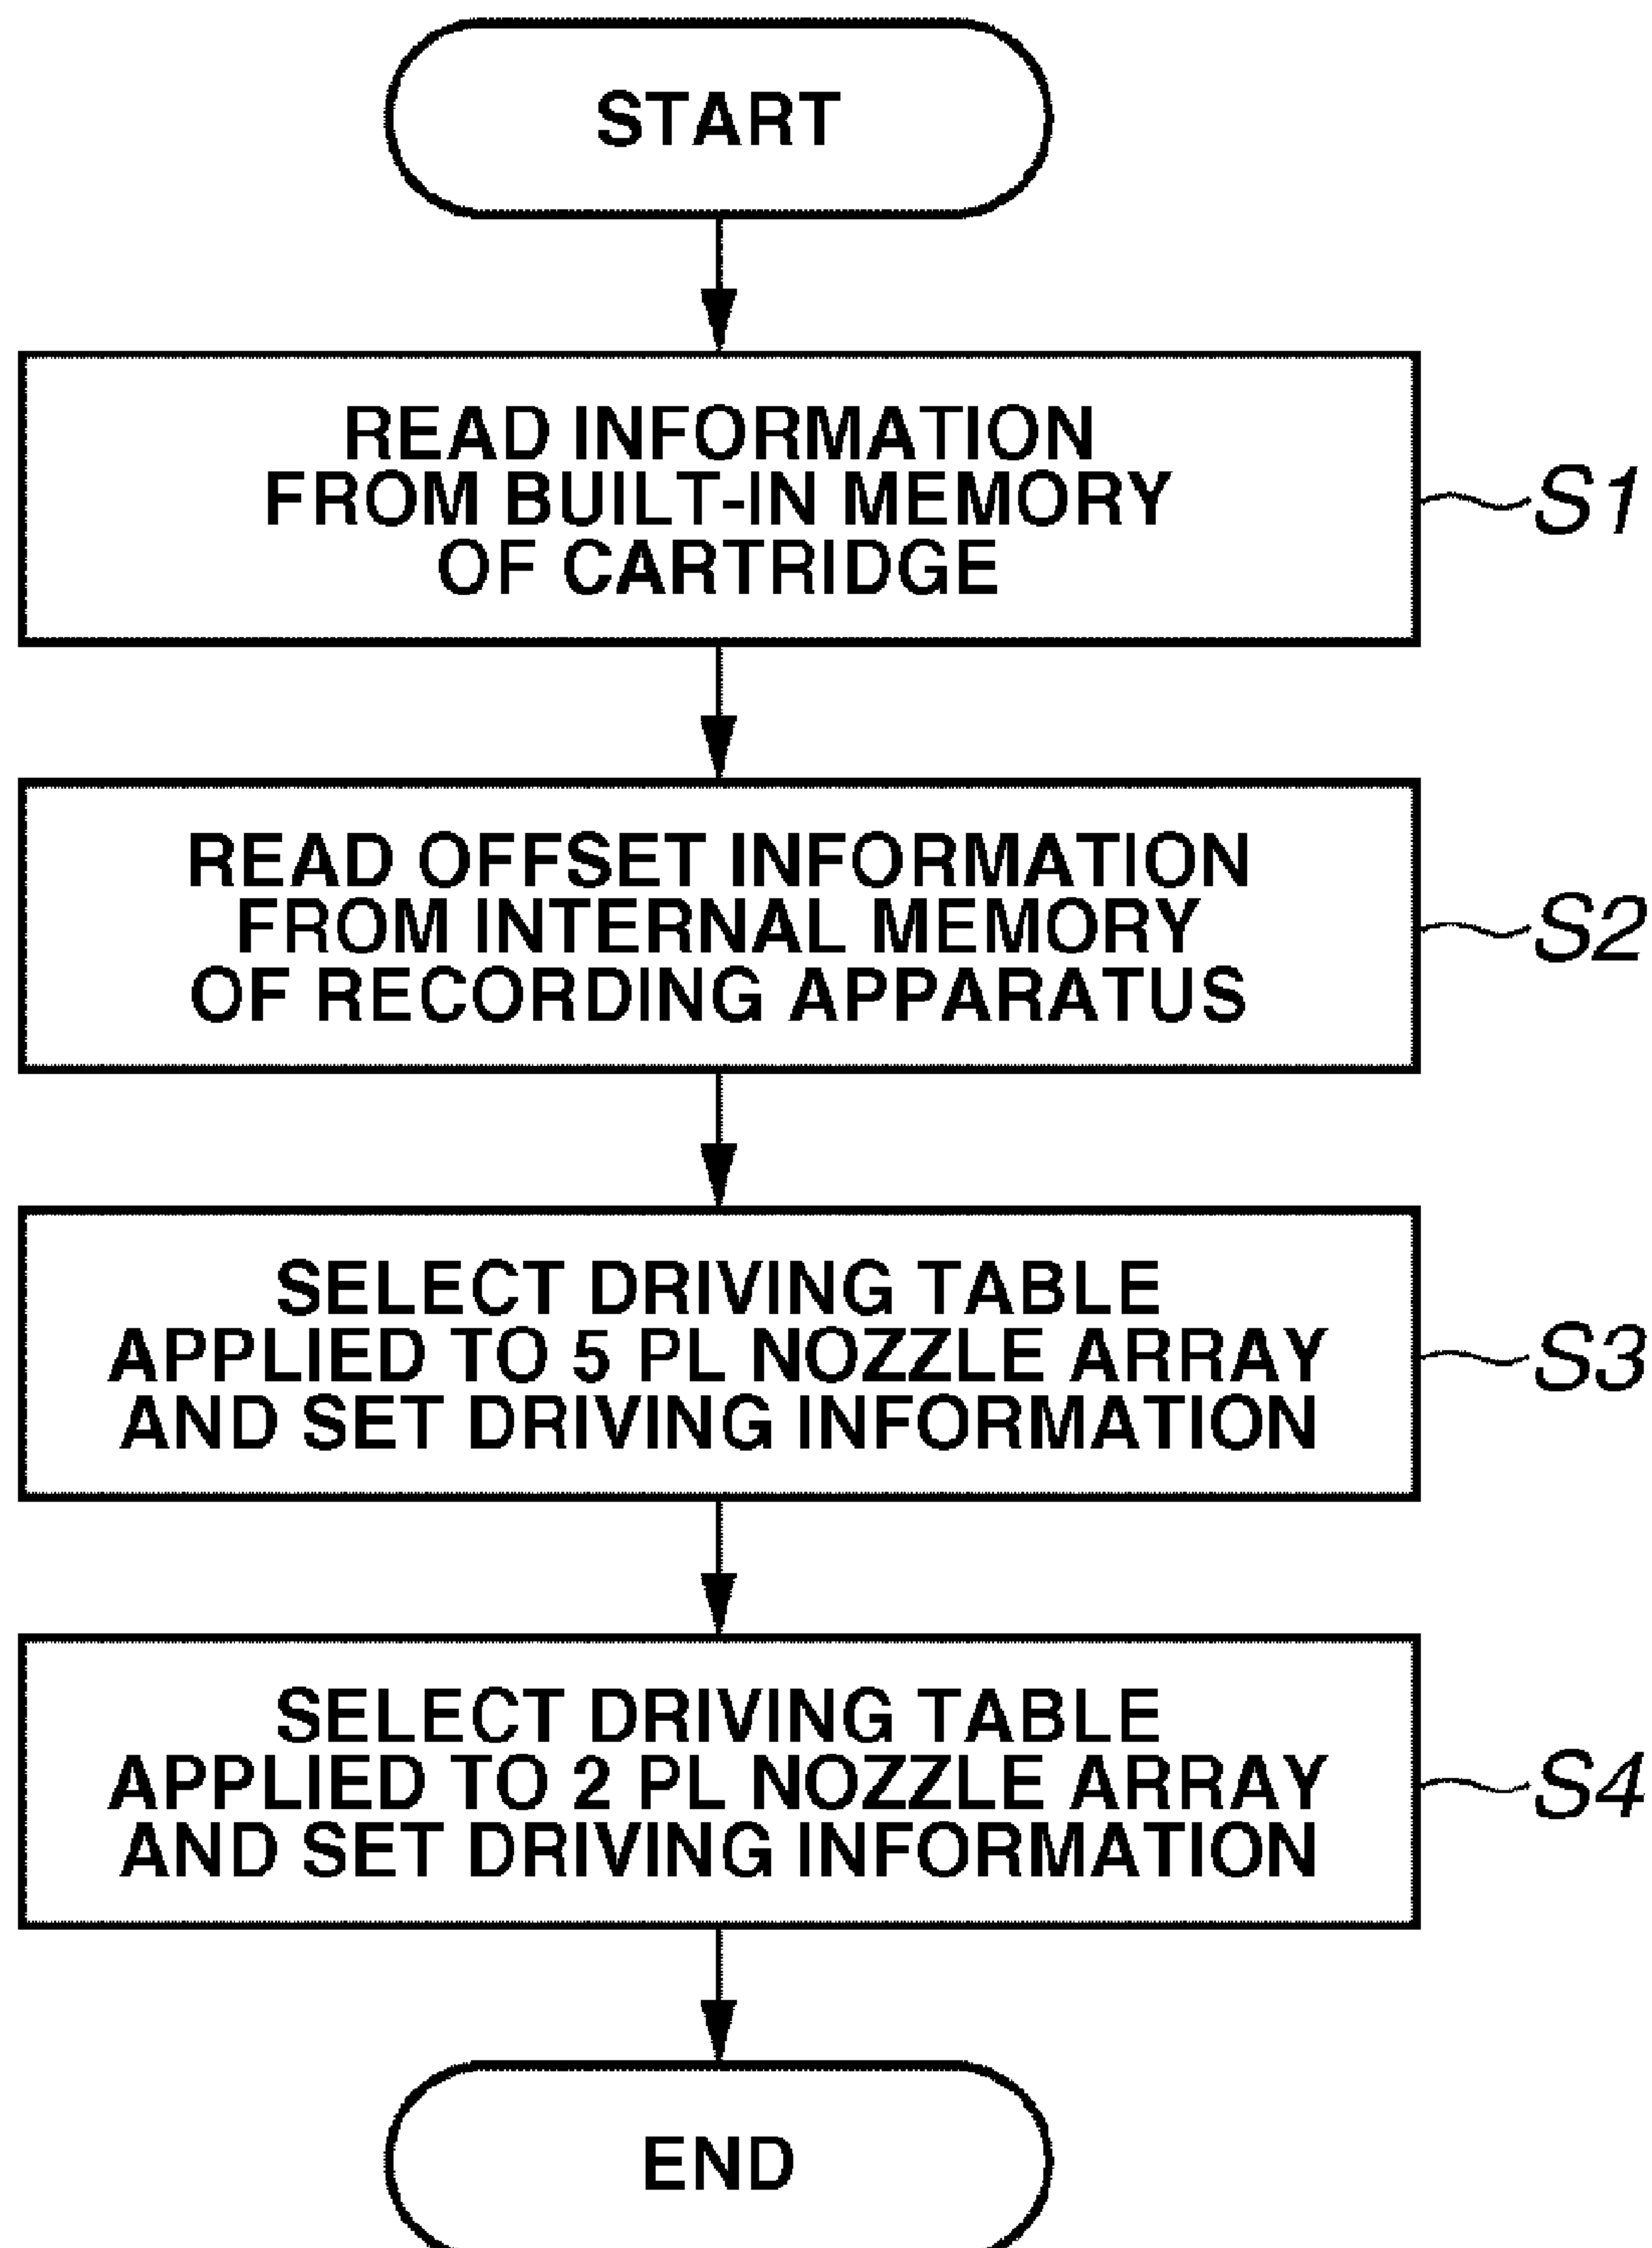 START
READ INFORMATION
FROM BUILT-IN MEMORY
OF CARTRIDGE
S1
READ OFFSET INFORMATION
FROM INTERNAL MEMORY
OF RECORDING APPARATUS
S2
SELECT DRIVING TABLE
APPLIED TO 5 PL NOZZLE ARRAY
AND SET DRIVING INFORMATION
S3
SELECT DRIVING TABLE
APPLIED TO 2 PL NOZZLE ARRAY
AND SET DRIVING INFORMATION
S4
END